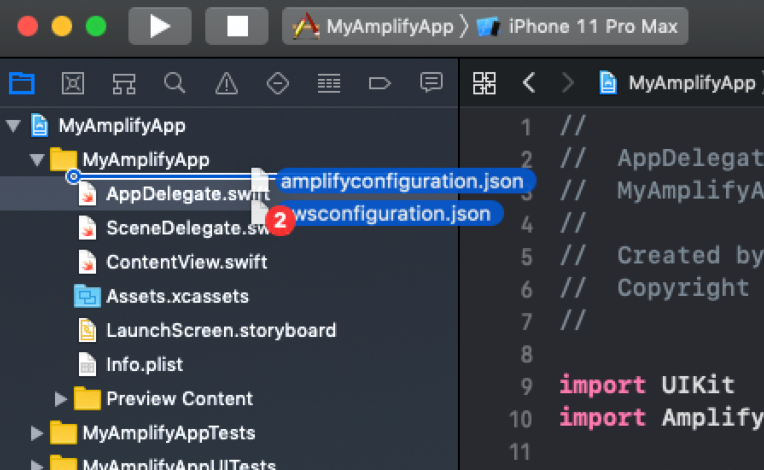 MyAmplifyApp
iPhone 11 Pro Max
MyAmplifyApp
MyAmplifyApp
MyAmplifyApp
amplifyconfiguration.json
AppDelegate.swift
wsconfiguration.json
2
SceneDelegate.sw
ContentView.swift
Assets.xcassets
LaunchScreen.storyboard
Info.plist
Preview Content
MyAmplifyAppTests
MyAmplifyAppUITests
1 //
2 // AppDelegat
3 // MyAmplifyA
4 //
5 // Created by
6 // Copyright
7 //
8
9 import UIKit
10 import Amplify
11